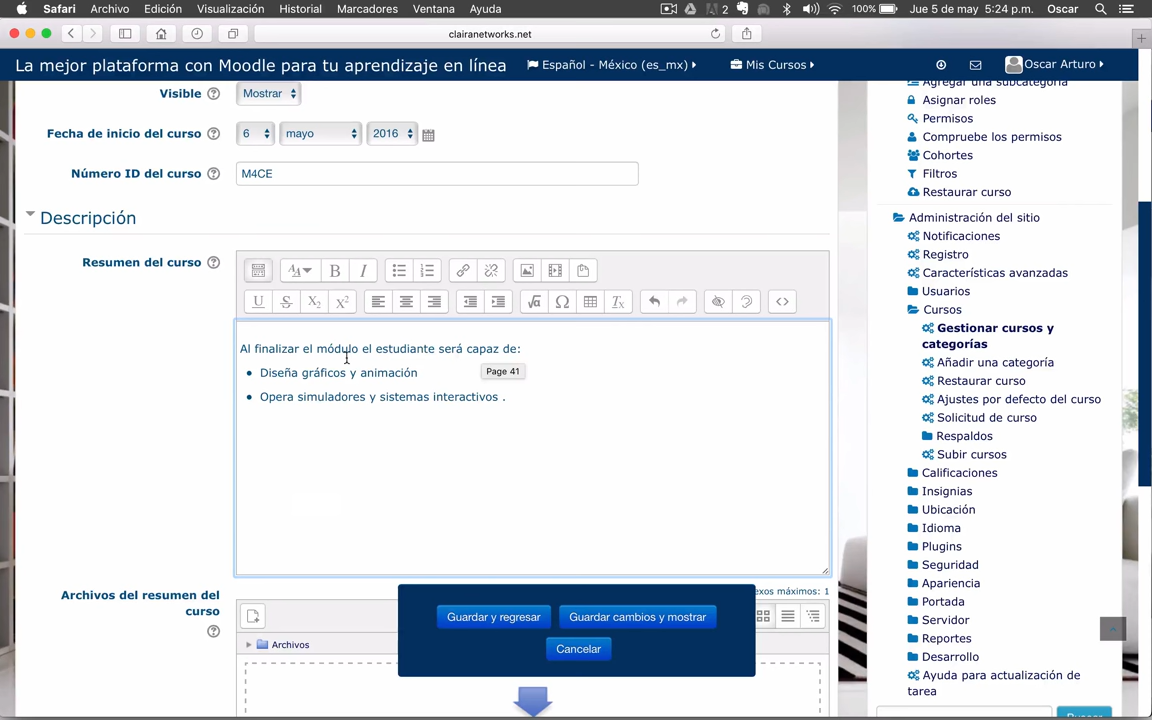 Safari Archivo Edición Visualización Historial Marcadores Ventana Ayuda 2 100% Jue 5 de may 5:24 p.m. Oscar
clairanetworks.net
La mejor plataforma con Moodle para tu aprendizaje en línea Español - México (es_mx) Mis Cursos Oscar Arturo
Visible Mostrar
Fecha de inicio del curso 6 mayo 2016
Número ID del curso M4CE
Descripción
Resumen del curso
Al finalizar el módulo el estudiante será capaz de:
Page 41
• Diseña gráficos y animación
• Opera simuladores y sistemas interactivos .
Archivos del resumen del curso
exos máximos: 1
Archivos
Guardar y regresar Guardar cambios y mostrar
Cancelar
Agregar una subcategoría
Asignar roles
Permisos
Compruebe los permisos
Cohortes
Filtros
Restaurar curso
Administración del sitio
Notificaciones
Registro
Características avanzadas
Usuarios
Cursos
Gestionar cursos y
categorías
Añadir una categoría
Restaurar curso
Ajustes por defecto del curso
Solicitud de curso
Respaldos
Subir cursos
Calificaciones
Insignias
Ubicación
Idioma
Plugins
Seguridad
Apariencia
Portada
Servidor
Reportes
Desarrollo
Ayuda para actualización de
tarea
Buscar